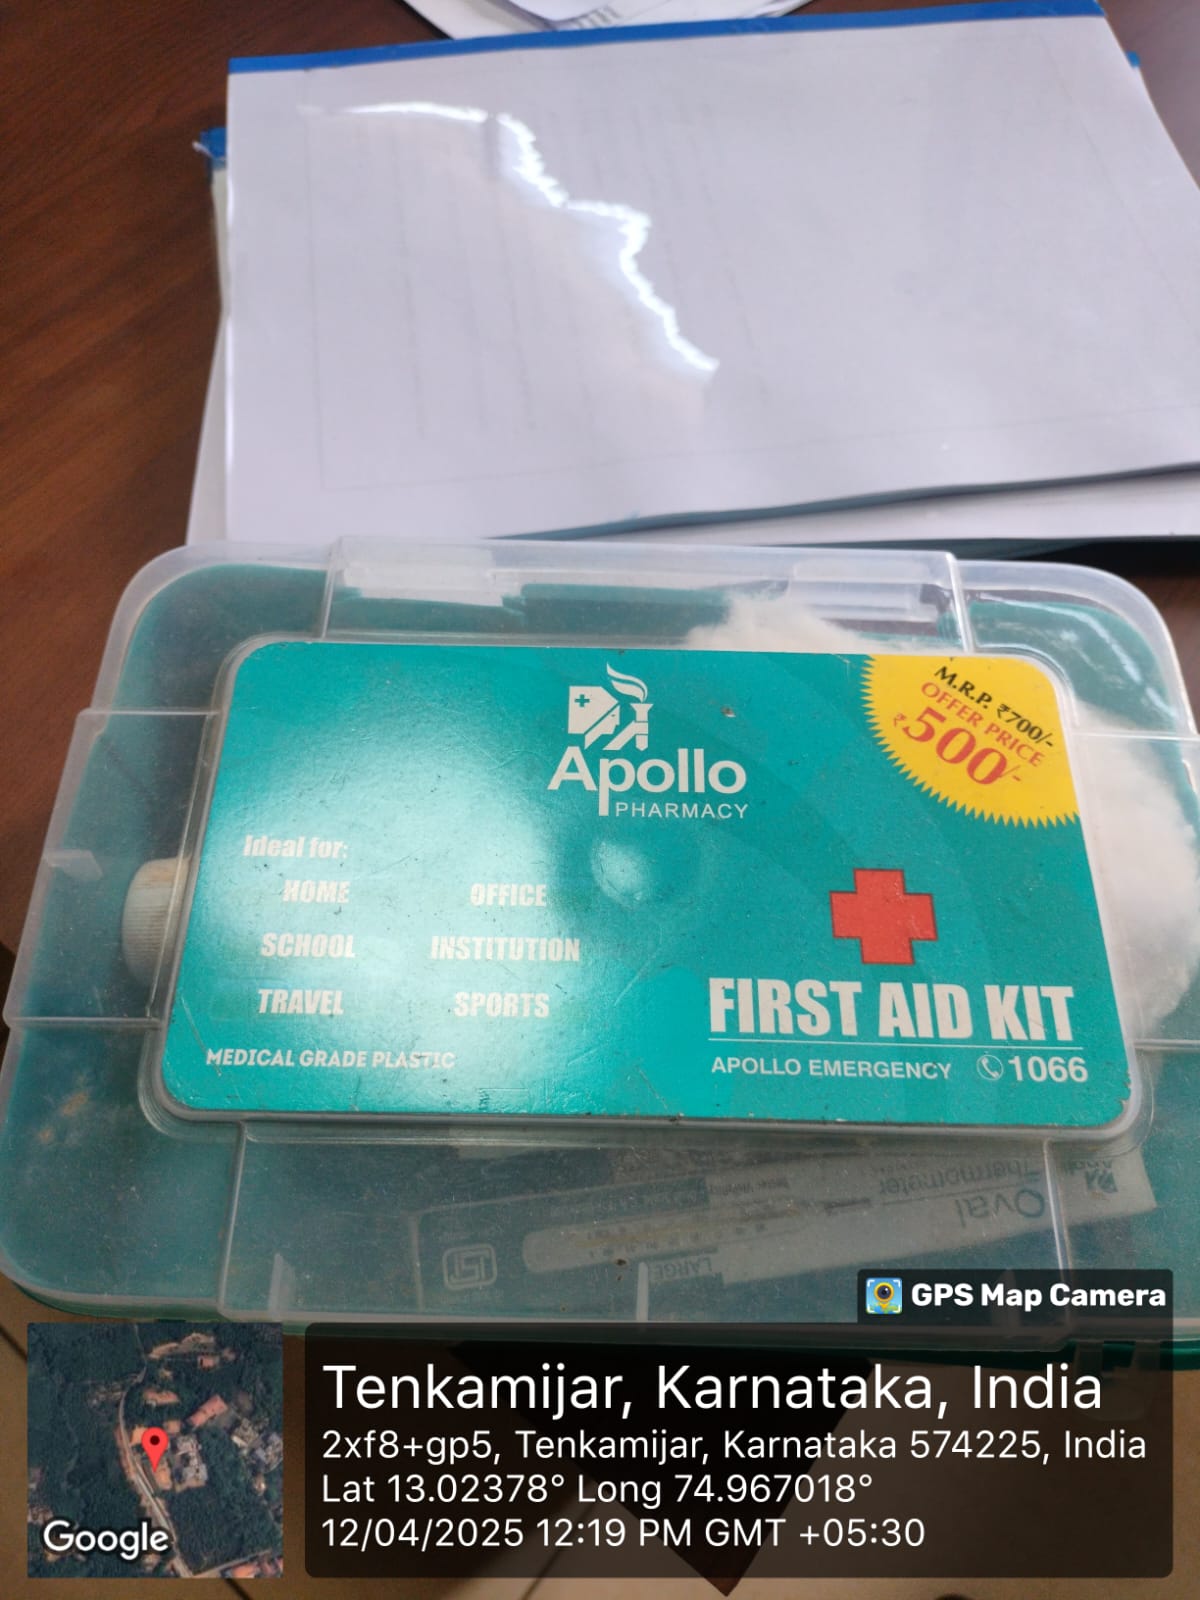 M.R.P. ₹700/-
OFFER PRICE
₹500/-
Apollo
PHARMACY
Ideal for:
HOME OFFICE
SCHOOL INSTITUTION
TRAVEL SPORTS
MEDICAL GRADE PLASTIC
FIRST AID KIT
APOLLO EMERGENCY 1066
Oval
Thermometer
LARGE
GPS Map Camera
Tenkamijar, Karnataka, India
2xf8+gp5, Tenkamijar, Karnataka 574225, India
Lat 13.02378° Long 74.967018°
12/04/2025 12:19 PM GMT +05:30
Google